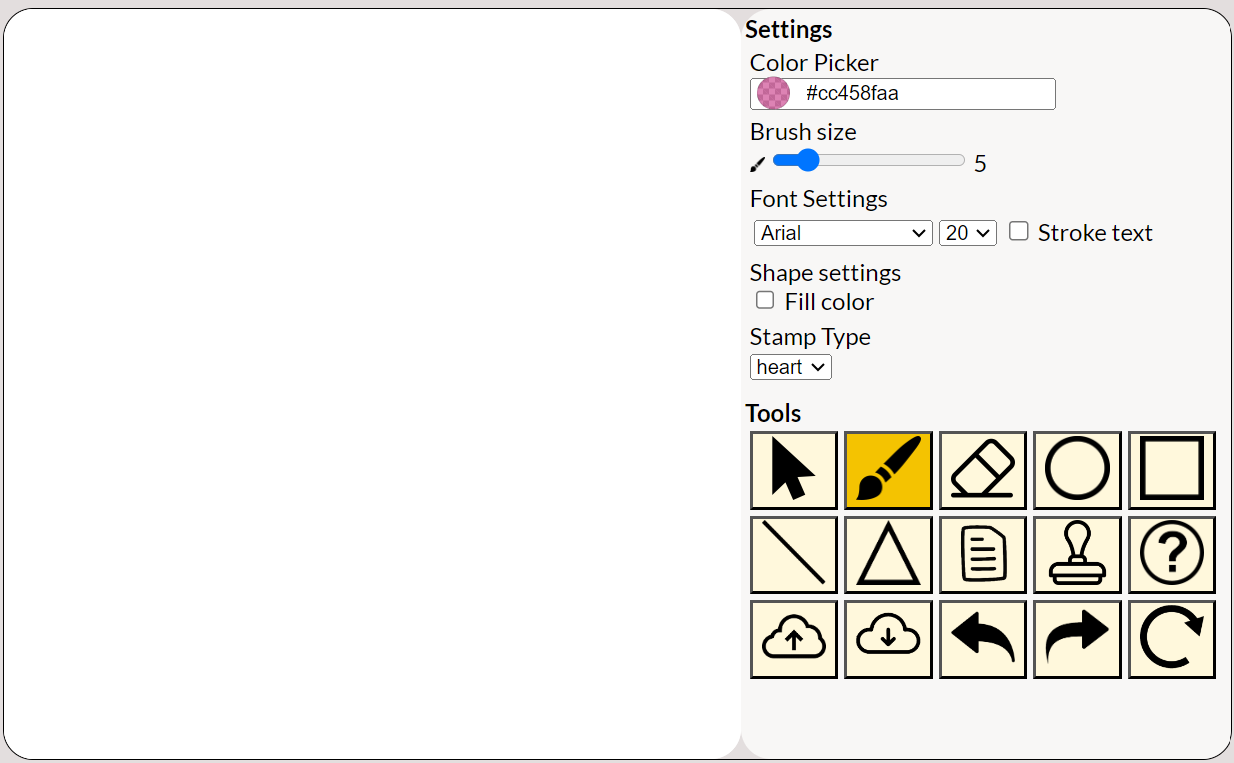 Settings
Color Picker
#cc458faa
Brush size
5
Font Settings
Arial 20 Stroke text
Shape settings
Fill color
Stamp Type
heart
Tools
?